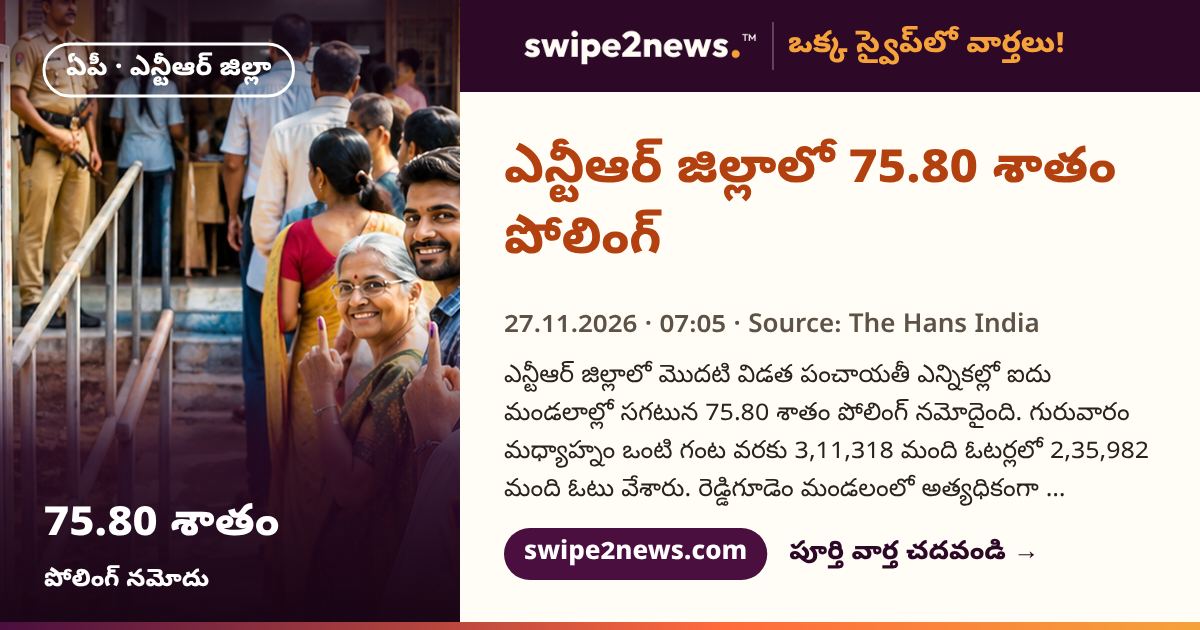 ఏపీ · ఎన్టీఆర్ జిల్లా
75.80 శాతం
పోలింగ్ నమోదు
swipe2news.™
ఒక్క స్వైప్‌లో వార్తలు!
ఎన్టీఆర్ జిల్లాలో 75.80 శాతం
పోలింగ్
27.11.2026 · 07:05 · Source: The Hans India
ఎన్టీఆర్ జిల్లాలో మొదటి విడత పంచాయతీ ఎన్నికల్లో ఐదు
మండలాల్లో సగటున 75.80 శాతం పోలింగ్ నమోదైంది. గురువారం
మధ్యాహ్నం ఒంటి గంట వరకు 3,11,318 మంది ఓటర్లలో 2,35,982
మంది ఓటు వేశారు. రెడ్డిగూడెం మండలంలో అత్యధికంగా ...
swipe2news.com
పూర్తి వార్త చదవండి →